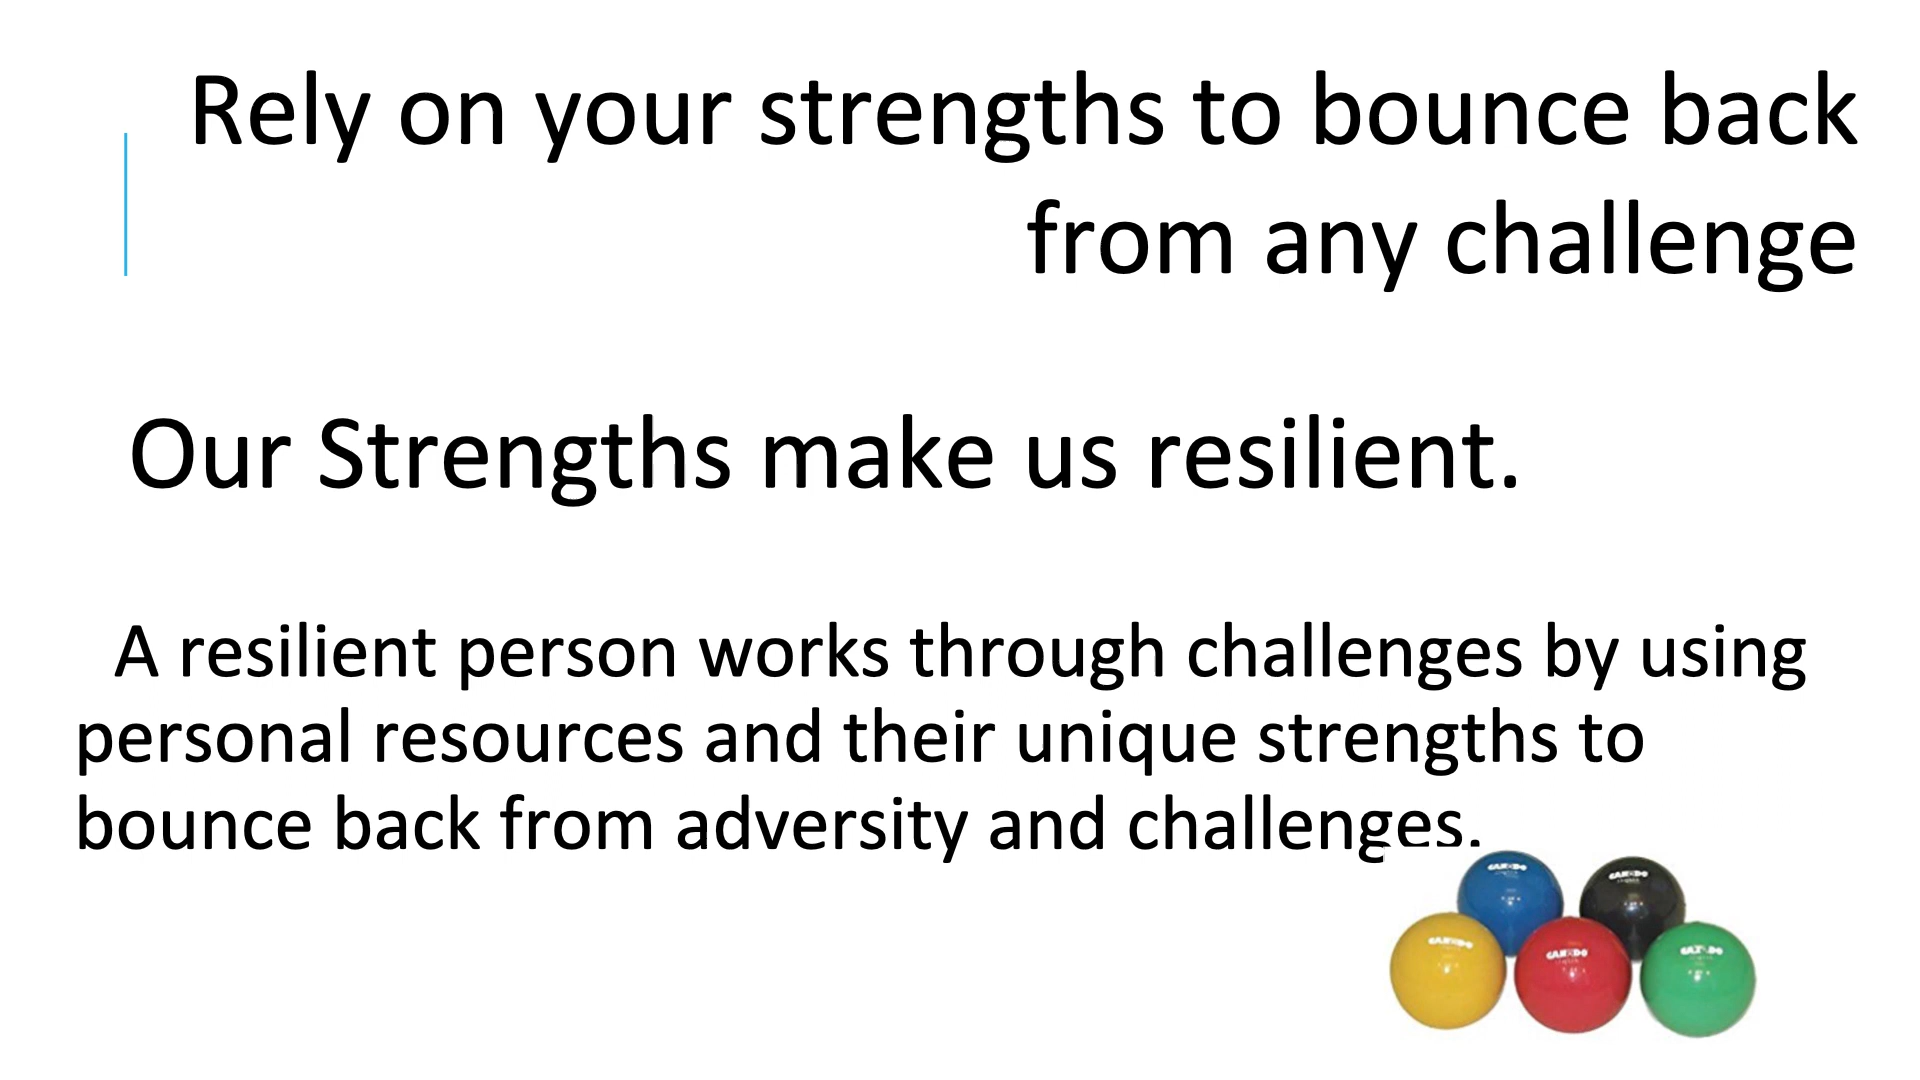 Rely on your strengths to bounce back
from any challenge
Our Strengths make us resilient.
A resilient person works through challenges by using
personal resources and their unique strengths to
bounce back from adversity and challenges.